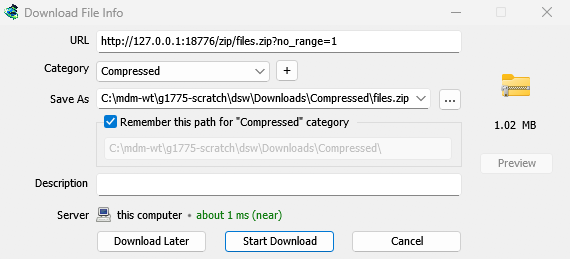 Download File Info
URL http://127.0.0.1:18776/zip/files.zip?no_range=1
Category Compressed +
Save As C:\mdm-wt\g1775-scratch\dsw\Downloads\Compressed\files.zip ...
1.02 MB
Remember this path for "Compressed" category
C:\mdm-wt\g1775-scratch\dsw\Downloads\Compressed\
Preview
Description
Server this computer • about 1 ms (near)
Download Later Start Download Cancel